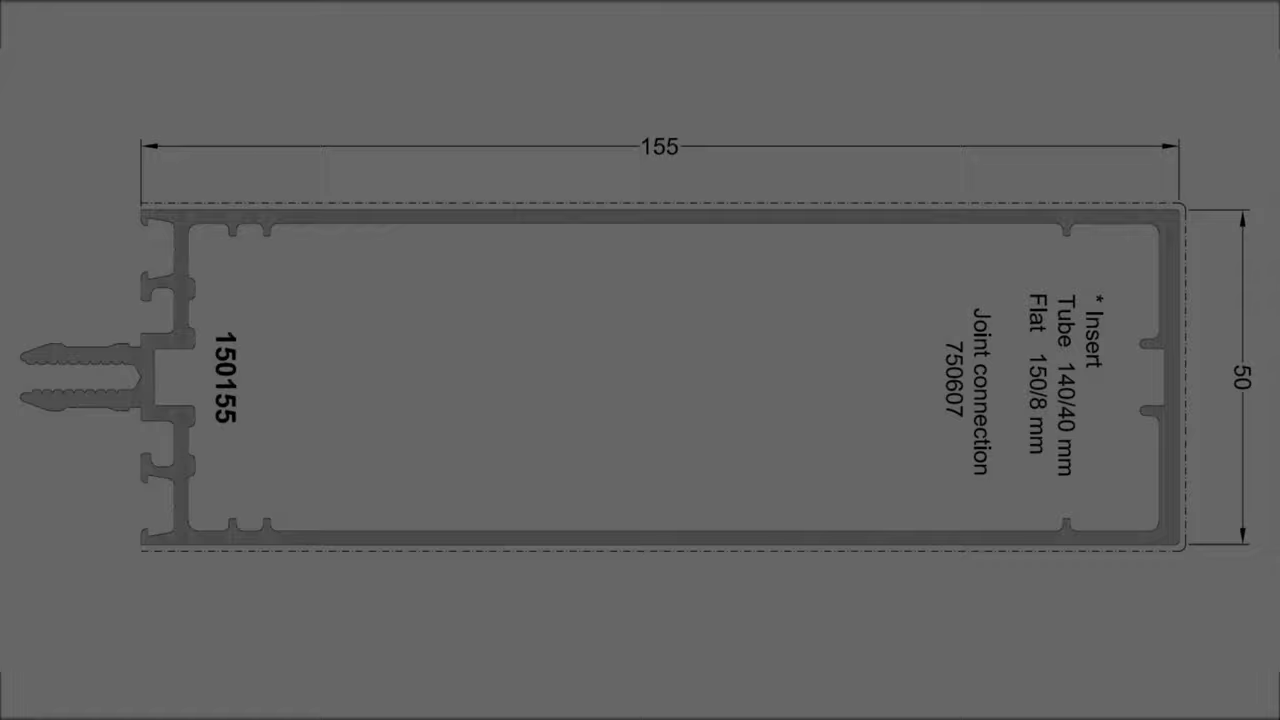 155
150155
* Insert
Tube 140/40 mm
Flat 150/8 mm
Joint connection
750607
50